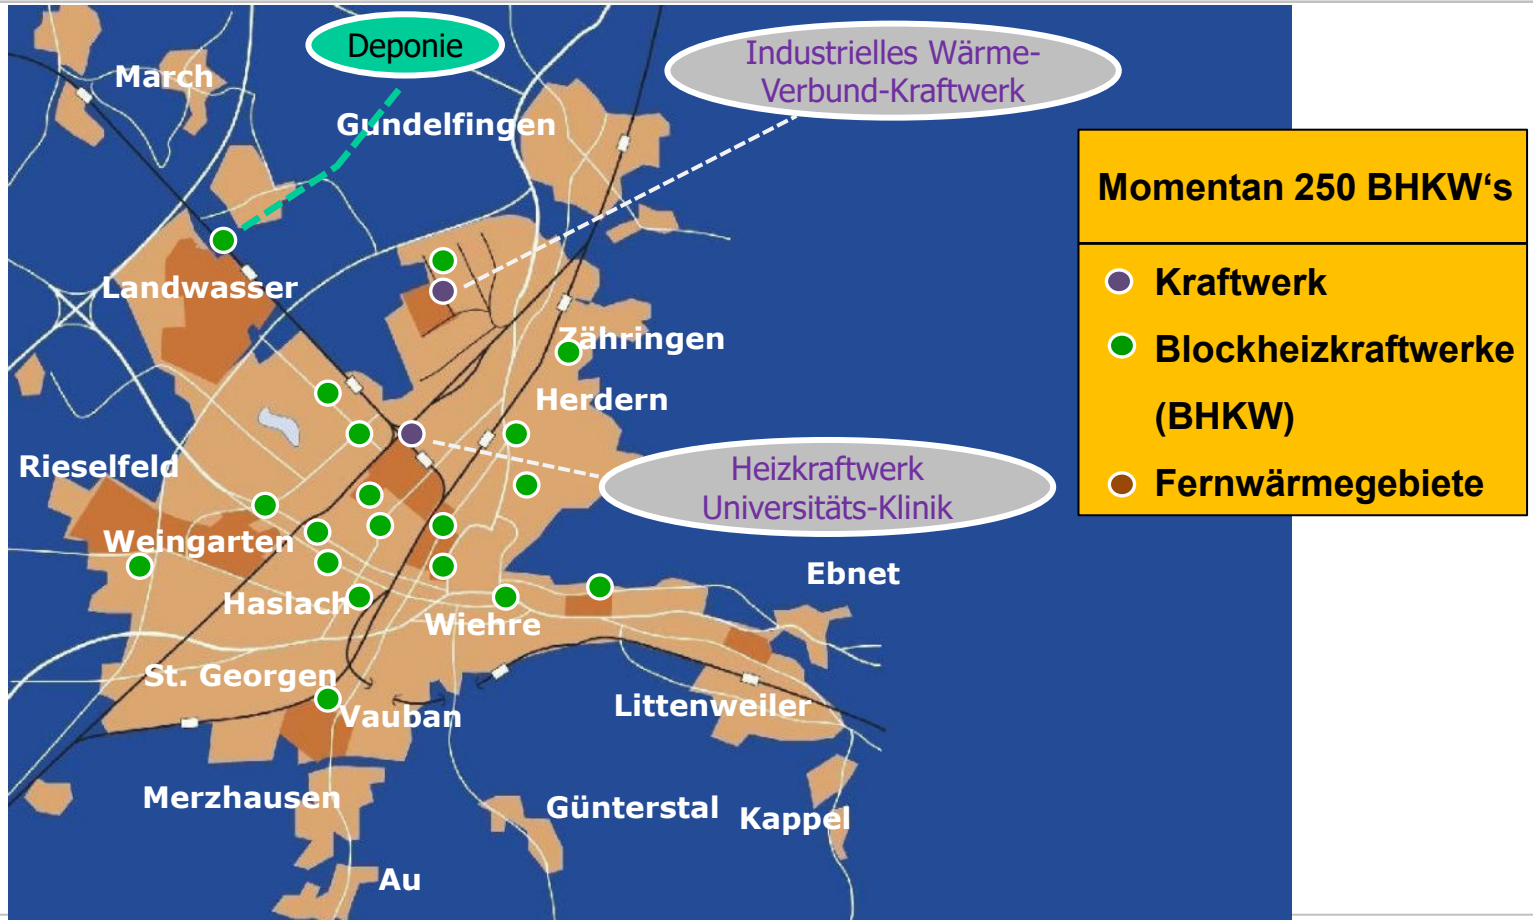 Deponie
Industrielles Wärme-
Verbund-Kraftwerk
March
Gundelfingen
Momentan 250 BHKW‘s
Kraftwerk
Blockheizkraftwerke
(BHKW)
Fernwärmegebiete
Landwasser
Zähringen
Herdern
Rieselfeld
Heizkraftwerk
Universitäts-Klinik
Weingarten
Ebnet
Haslach
Wiehre
St. Georgen
Vauban
Littenweiler
Merzhausen
Günterstal
Kappel
Au